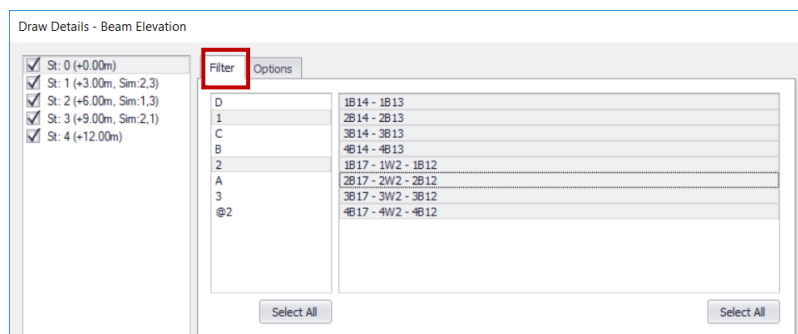 Draw Details - Beam Elevation
St: 0 (+0.00m)
St: 1 (+3.00m, Sim:2,3)
St: 2 (+6.00m, Sim:1,3)
St: 3 (+9.00m, Sim:2,1)
St: 4 (+12.00m)
Filter
Options
D
1
C
B
2
A
3
@2
1B14 - 1B13
2B14 - 2B13
3B14 - 3B13
4B14 - 4B13
1B17 - 1W2 - 1B12
2B17 - 2W2 - 2B12
3B17 - 3W2 - 3B12
4B17 - 4W2 - 4B12
Select All
Select All